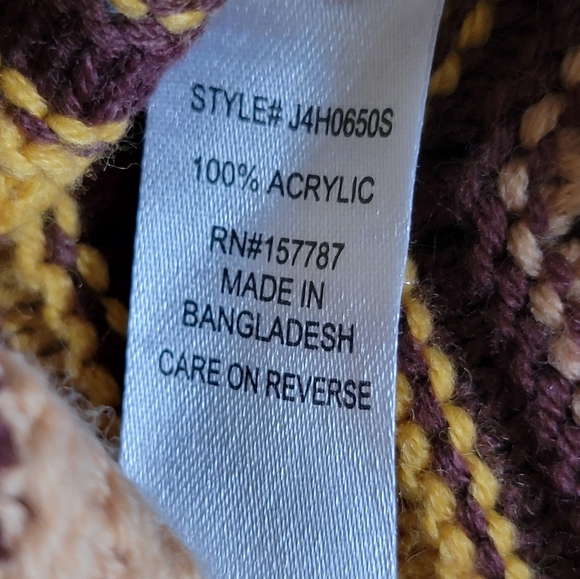 STYLE# J4H0650S
100% ACRYLIC
RN#157787
MADE IN
BANGLADESH
CARE ON REVERSE